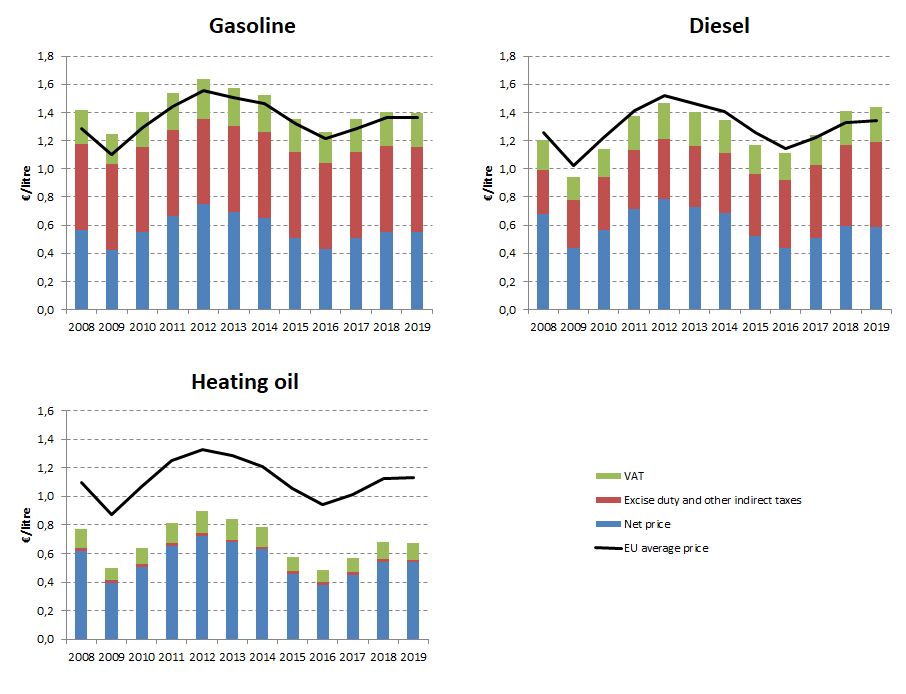 Gasoline
1,8
1,6
1,4
1,2
1,0
0,8
0,6
0,4
0,2
0,0
€/litre
2008 2009 2010 2011 2012 2013 2014 2015 2016 2017 2018 2019
Diesel
1,8
1,6
1,4
1,2
1,0
0,8
0,6
0,4
0,2
0,0
€/litre
2008 2009 2010 2011 2012 2013 2014 2015 2016 2017 2018 2019
Heating oil
1,6
1,4
1,2
1,0
0,8
0,6
0,4
0,2
0,0
€/litre
2008 2009 2010 2011 2012 2013 2014 2015 2016 2017 2018 2019
VAT
Excise duty and other indirect taxes
Net price
EU average price